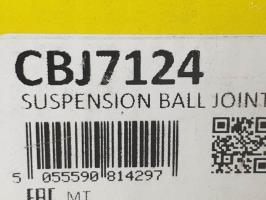 CBJ7124
SUSPENSION BALL JOINT
5 055590 814297
EAC MT